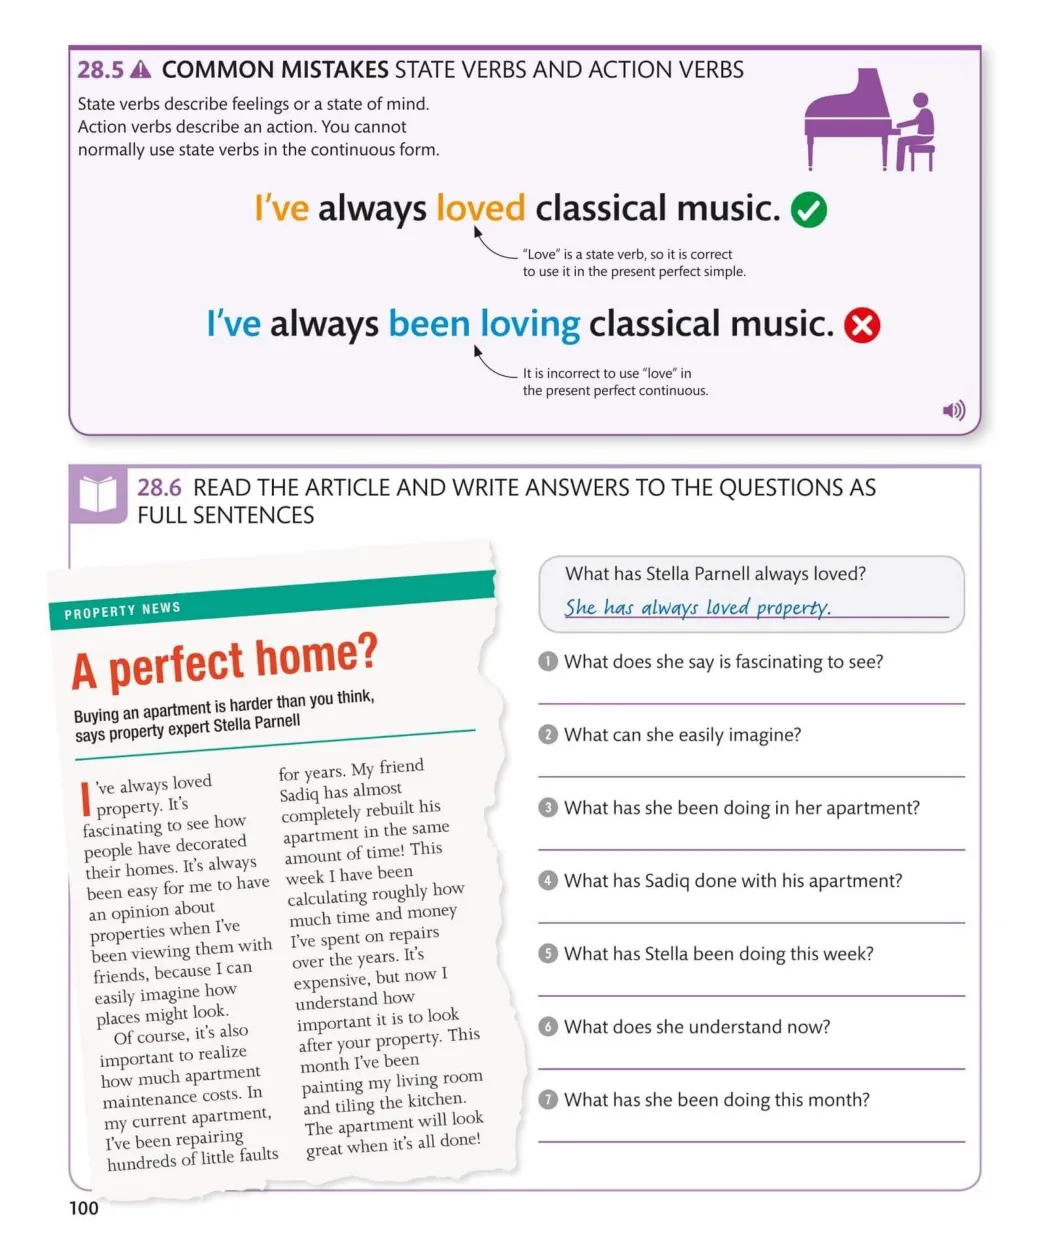 28.5 COMMON MISTAKES STATE VERBS AND ACTION VERBS
State verbs describe feelings or a state of mind.
Action verbs describe an action. You cannot
normally use state verbs in the continuous form.
I've always loved classical music.
"Love" is a state verb, so it is correct
to use it in the present perfect simple.
I've always been loving classical music.
It is incorrect to use "love" in
the present perfect continuous.
28.6 READ THE ARTICLE AND WRITE ANSWERS TO THE QUESTIONS AS
FULL SENTENCES
PROPERTY NEWS
A perfect home?
Buying an apartment is harder than you think,
says property expert Stella Parnell
I've always loved
property. It's
fascinating to see how
people have decorated
their homes. It's always
been easy for me to have
an opinion about
properties when I've
been viewing them with
friends, because I can
easily imagine how
places might look.
Of course, it's also
important to realize
how much apartment
maintenance costs. In
my current apartment,
I've been repairing
hundreds of little faults
for years. My friend
Sadiq has almost
completely rebuilt his
apartment in the same
amount of time! This
week I have been
calculating roughly how
much time and money
I've spent on repairs
over the years. It's
expensive, but now I
understand how
important it is to look
after your property. This
month I've been
painting my living room
and tiling the kitchen.
The apartment will look
great when it's all done!
What has Stella Parnell always loved?
She has always loved property.
1 What does she say is fascinating to see?
2 What can she easily imagine?
3 What has she been doing in her apartment?
4 What has Sadiq done with his apartment?
5 What has Stella been doing this week?
6 What does she understand now?
7 What has she been doing this month?
100